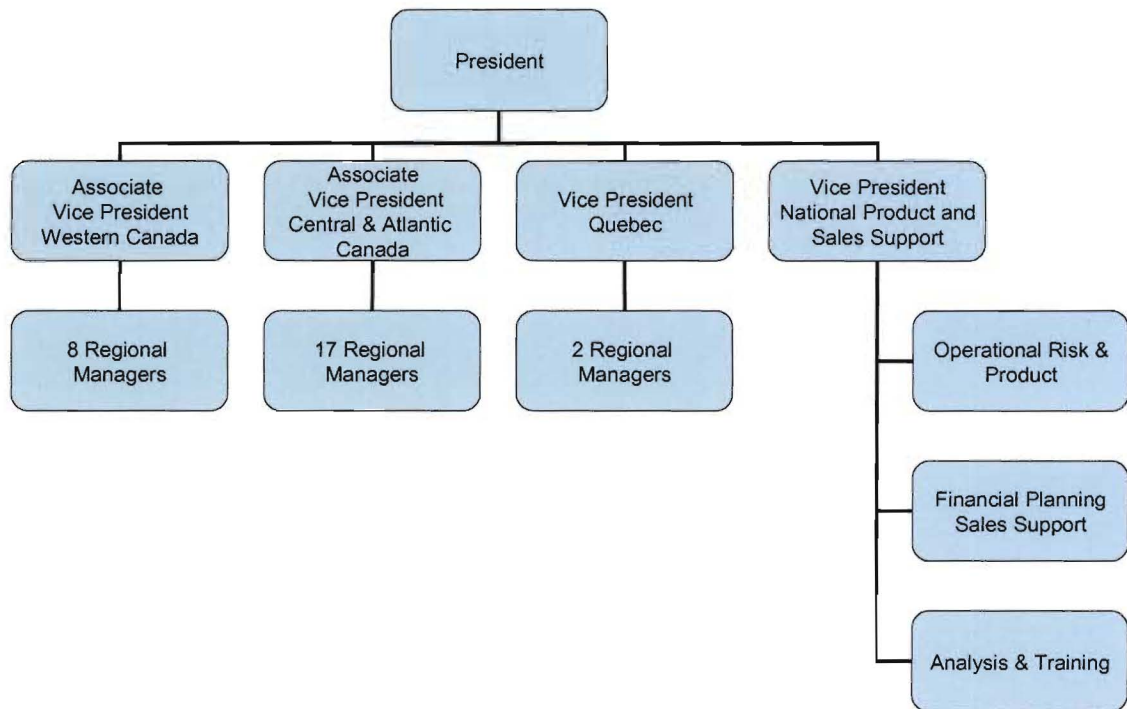 President
Associate
Vice President
Western Canada
Associate
Vice President
Central & Atlantic
Canada
Vice President
Quebec
Vice President
National Product and
Sales Support
8 Regional
Managers
17 Regional
Managers
2 Regional
Managers
Operational Risk &
Product
Financial Planning
Sales Support
Analysis & Training